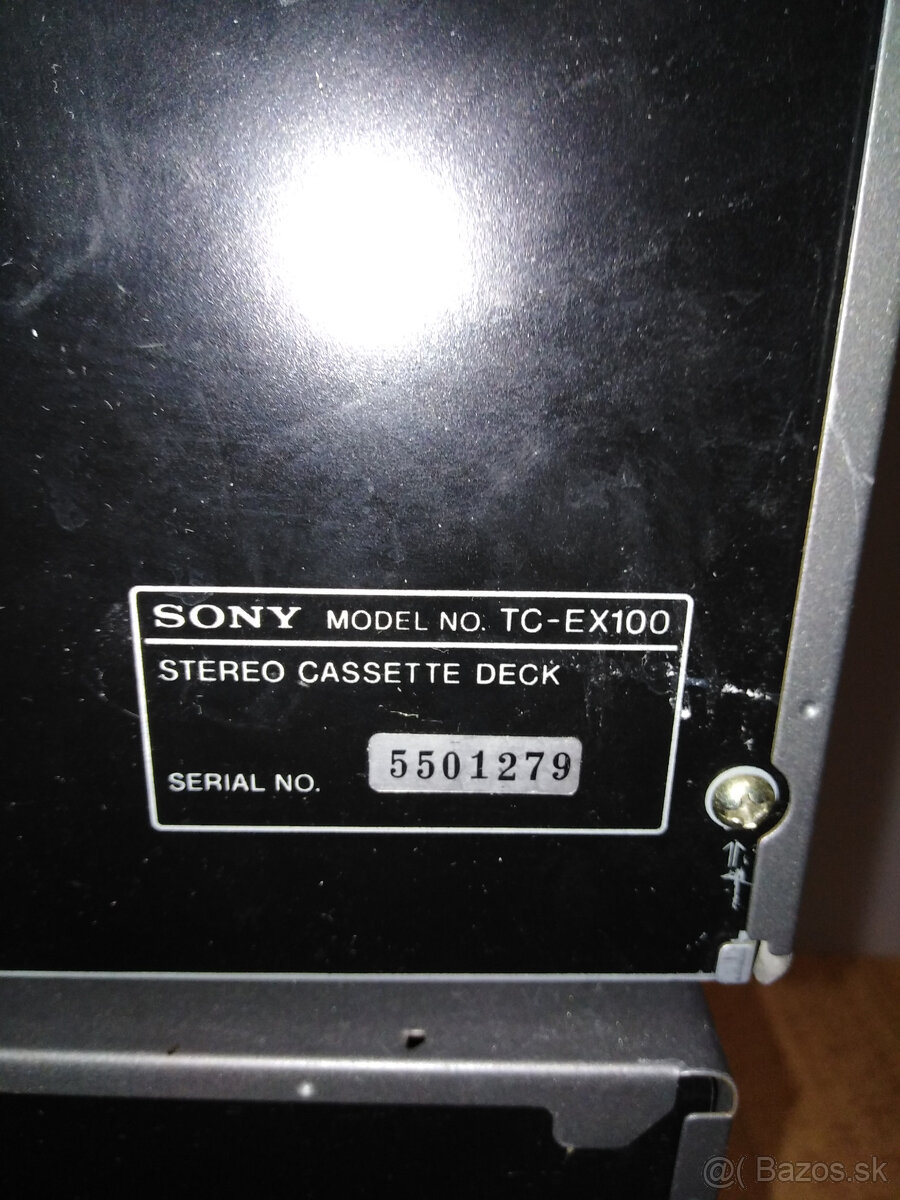 SONY MODEL NO. TC-EX100
STEREO CASSETTE DECK
SERIAL NO. 5501279
@( Bazos.sk